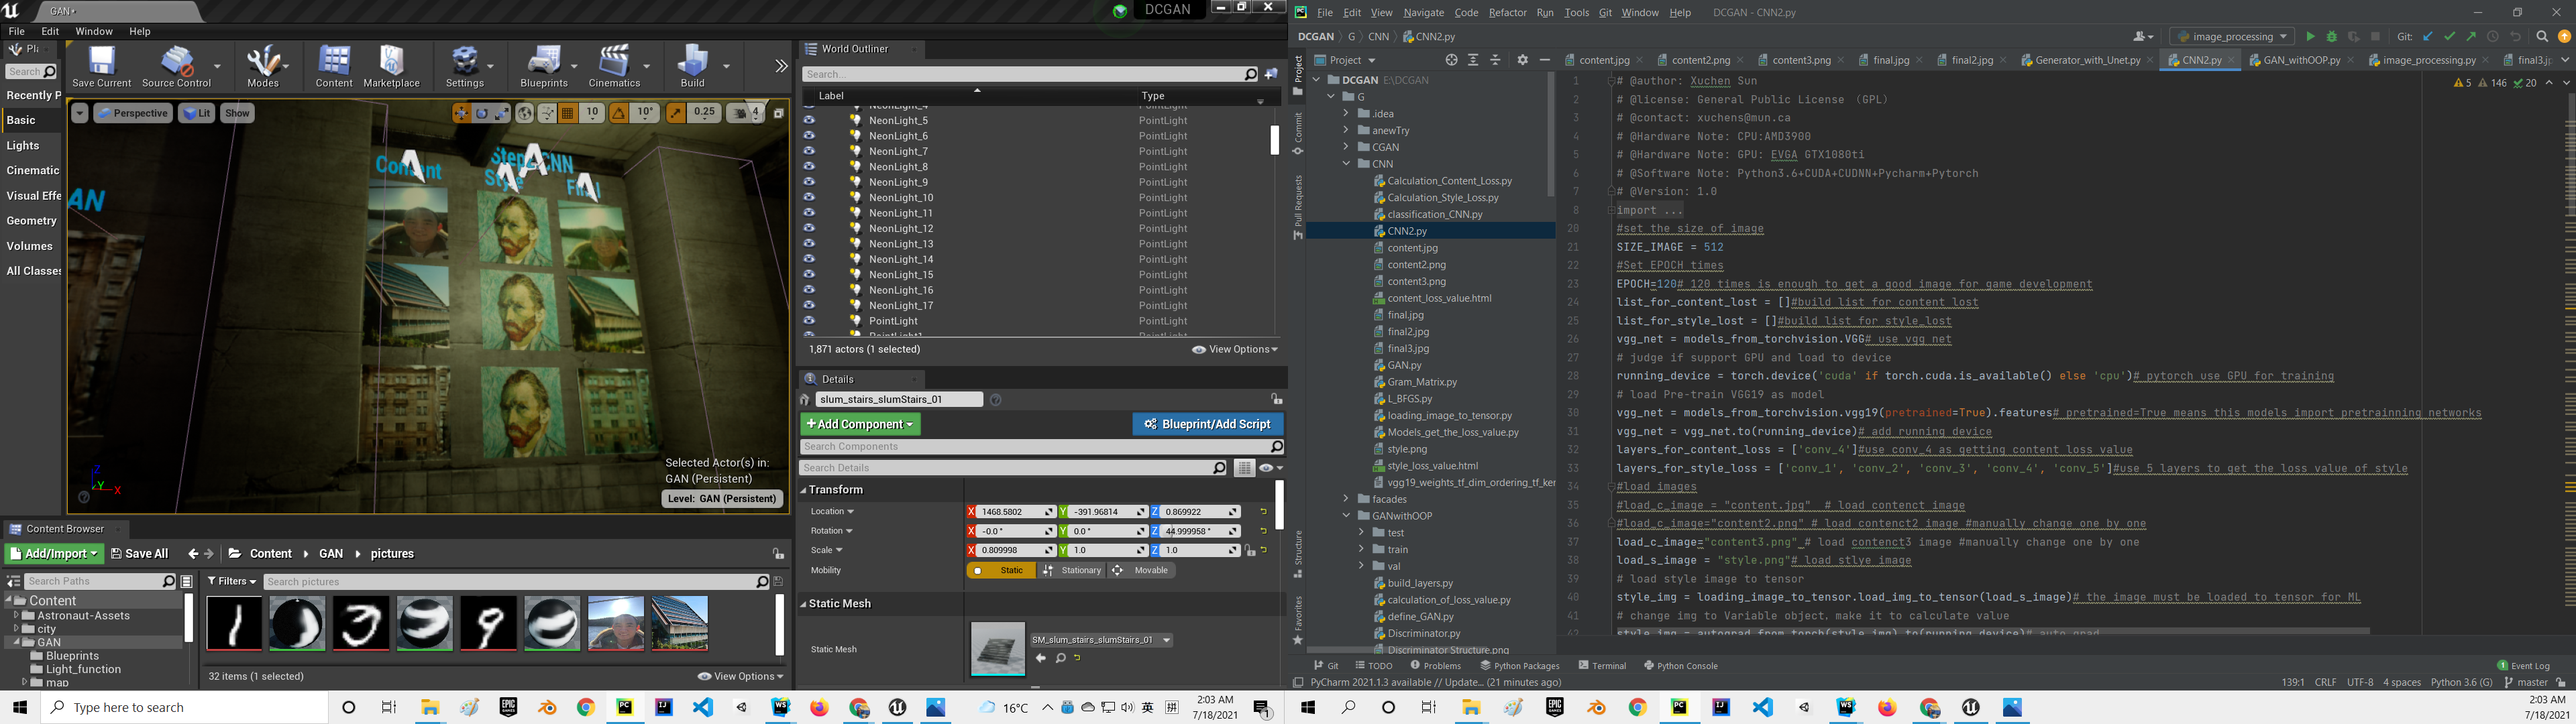 GAN*
DCGAN
File Edit Window Help
Search
Recently P
Basic
Lights
Cinematic
Visual Effe
Geometry
Volumes
All Classes
Save Current Source Control Modes Content Marketplace Settings Blueprints Cinematics Build
Perspective Lit Show
10 10° 0.25 4
Content Style Final
Selected Actor(s) in:
GAN (Persistent)
Level: GAN (Persistent)
World Outliner
Search...
Label Type
NeonLight_4 PointLight
NeonLight_5 PointLight
NeonLight_6 PointLight
NeonLight_7 PointLight
NeonLight_8 PointLight
NeonLight_9 PointLight
NeonLight_10 PointLight
NeonLight_11 PointLight
NeonLight_12 PointLight
NeonLight_13 PointLight
NeonLight_14 PointLight
NeonLight_15 PointLight
NeonLight_16 PointLight
NeonLight_17 PointLight
PointLight PointLight
1,871 actors (1 selected) View Options
Details
slum_stairs_slumStairs_01
+Add Component Blueprint/Add Script
Search Components
Search Details
Transform
Location X 1468.5802 Y -391.96814 Z 0.869922
Rotation X -0.0° Y 0.0° Z 44.999958°
Scale X 0.809998 Y 1.0 Z 1.0
Mobility Static Stationary Movable
Static Mesh
Static Mesh SM_slum_stairs_slumStairs_01
Content Browser
Add/Import Save All Content GAN pictures
Search Paths Filters Search pictures
Content
Astronaut-Assets
city
GAN
Blueprints
Light_function
map
32 items (1 selected) View Options
Type here to search
16°C 英 拼 2:03 AM
7/18/2021
File Edit View Navigate Code Refactor Run Tools Git Window Help DCGAN - CNN2.py
DCGAN G CNN CNN2.py
image_processing Git:
Project
content.jpg content2.png content3.png final.jpg final2.jpg Generator_with_Unet.py CNN2.py GAN_withOOP.py image_processing.py final3.j
Project
Commit
Pull Requests
Structure
Favorites
DCGAN E:\DCGAN
G
.idea
anewTry
CGAN
CNN
Calculation_Content_Loss.py
Calculation_Style_Loss.py
classification_CNN.py
CNN2.py
content.jpg
content2.png
content3.png
content_loss_value.html
final.jpg
final2.jpg
final3.jpg
GAN.py
Gram_Matrix.py
L_BFGS.py
loading_image_to_tensor.py
Models_get_the_loss_value.py
style.png
style_loss_value.html
vgg19_weights_tf_dim_ordering_tf_ker
facades
GANwithOOP
test
train
val
build_layers.py
calculation_of_loss_value.py
define_GAN.py
Discriminator.py
Discriminator Structure.png
5 146 20
1 # @author: Xuchen Sun
2 # @license: General Public License （GPL）
3 # @contact: xuchens@mun.ca
4 # @Hardware Note: CPU:AMD3900
5 # @Hardware Note: GPU: EVGA GTX1080ti
6 # @Software Note: Python3.6+CUDA+CUDNN+Pycharm+Pytorch
7 # @Version: 1.0
8 import ...
20 #set the size of image
21 SIZE_IMAGE = 512
22 #Set EPOCH times
23 EPOCH=120# 120 times is enough to get a good image for game development
24 list_for_content_lost = []#build list for content lost
25 list_for_style_lost = []#build list for style_lost
26 vgg_net = models_from_torchvision.VGG# use vgg net
27 # judge if support GPU and load to device
28 running_device = torch.device('cuda' if torch.cuda.is_available() else 'cpu')# pytorch use GPU for training
29 # load Pre-train VGG19 as model
30 vgg_net = models_from_torchvision.vgg19(pretrained=True).features# pretrained=True means this models import pretrainning networks
31 vgg_net = vgg_net.to(running_device)# add running device
32 layers_for_content_loss = ['conv_4']#use conv_4 as getting content loss value
33 layers_for_style_loss = ['conv_1', 'conv_2', 'conv_3', 'conv_4', 'conv_5']#use 5 layers to get the loss value of style
34 #load images
35 #load_c_image = "content.jpg"  # load contenct image
36 #load_c_image="content2.png" # load contenct2 image #manually change one by one
37 load_c_image="content3.png" # load contenct3 image #manually change one by one
38 load_s_image = "style.png"# load stlye image
39 # load style image to tensor
40 style_img = loading_image_to_tensor.load_img_to_tensor(load_s_image)# the image must be loaded to tensor for ML
41 # change img to Variable object, make it to calculate value
42 style_img = autograd_from_torch(style_img).to(running_device)# auto grad
Git TODO Problems Python Packages Terminal Python Console 1 Event Log
PyCharm 2021.1.3 available // Update... (21 minutes ago) 139:1 CRLF UTF-8 4 spaces Python 3.6 (G) master
2:03 AM
7/18/2021